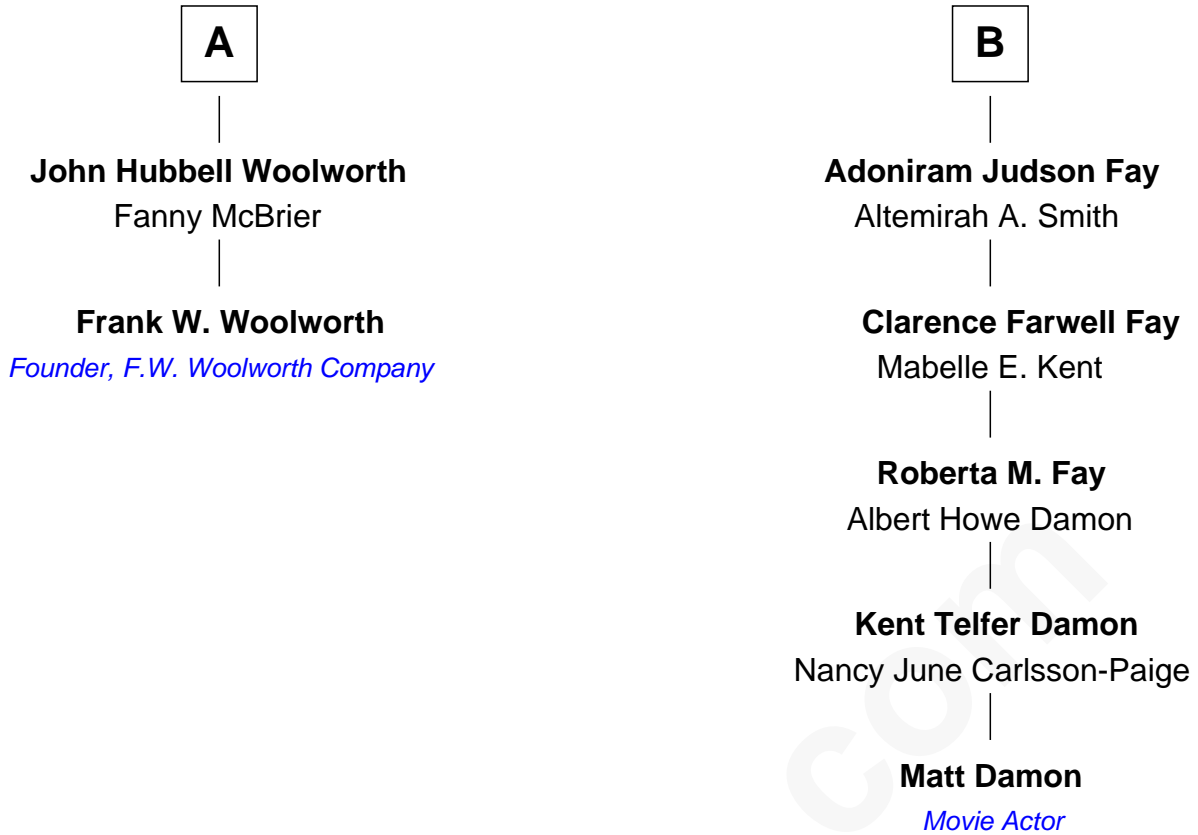 A
John Hubbell Woolworth
Fanny McBrier
Frank W. Woolworth
Founder, F.W. Woolworth Company
B
Adoniram Judson Fay
Altemirah A. Smith
Clarence Farwell Fay
Mabelle E. Kent
Roberta M. Fay
Albert Howe Damon
Kent Telfer Damon
Nancy June Carlsson-Paige
Matt Damon
Movie Actor
com